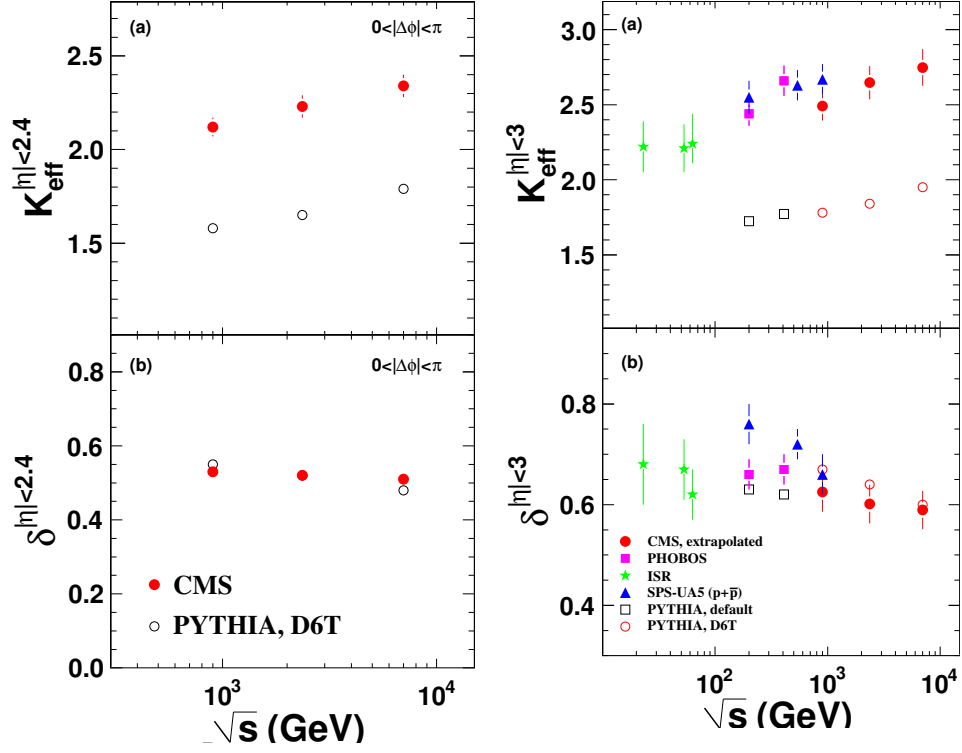 (a)
0<|Δϕ|<π
2.5
2.0
1.5
K_eff^|η|<2.4
(b)
0<|Δϕ|<π
0.8
0.6
0.4
0.2
0.0
δ^|η|<2.4
CMS
PYTHIA, D6T
10^3
10^4
√s (GeV)
(a)
3.0
2.5
2.0
1.5
1.0
K_eff^|η|<3
(b)
0.8
0.6
0.4
δ^|η|<3
CMS, extrapolated
PHOBOS
ISR
SPS-UA5 (p+p̅)
PYTHIA, default
PYTHIA, D6T
10^2
10^3
10^4
√s (GeV)